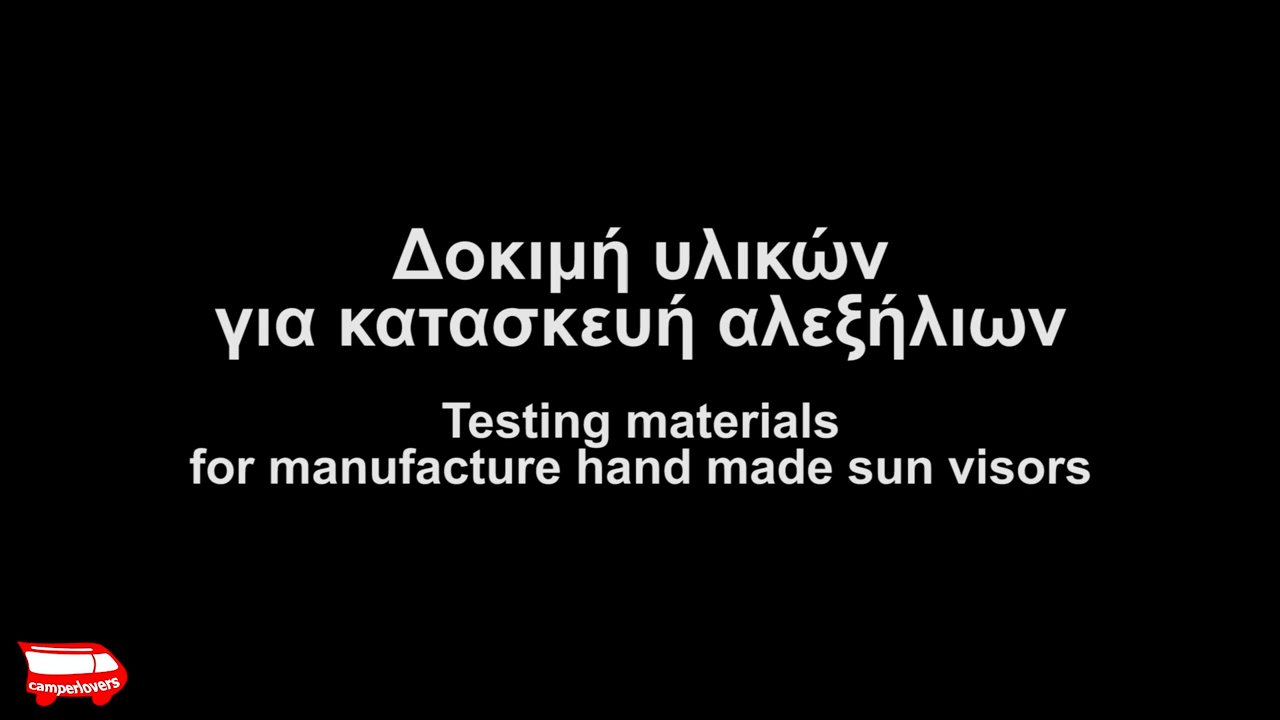 Δοκιμή υλικών
για κατασκευή αλεξήλιων
Testing materials
for manufacture hand made sun visors
camperlovers